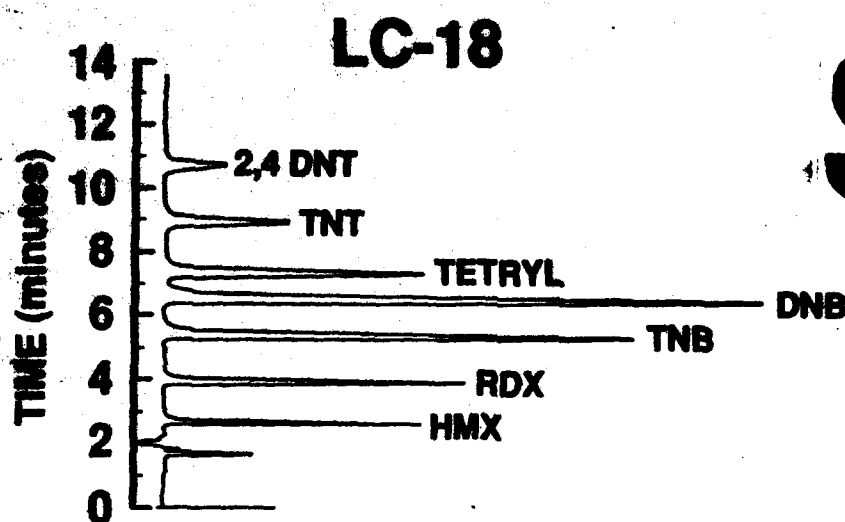 LC-18
14
12
2,4 DNT
10
TNT
8
TETRYL
6
DNB
TNB
4
RDX
HMX
2
0
TIME (minutes)